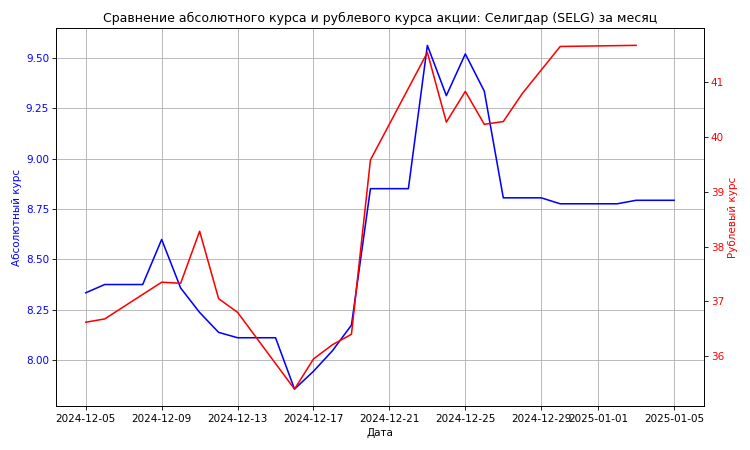 Сравнение абсолютного курса и рублевого курса акции: Селигдар (SELG) за месяц
Абсолютный курс
9.50
9.25
9.00
8.75
8.50
8.25
8.00
41
40
39
38
37
36
Рублевый курс
2024-12-05 2024-12-09 2024-12-13 2024-12-17 2024-12-21 2024-12-25 2024-12-29 2025-01-01 2025-01-05
Дата